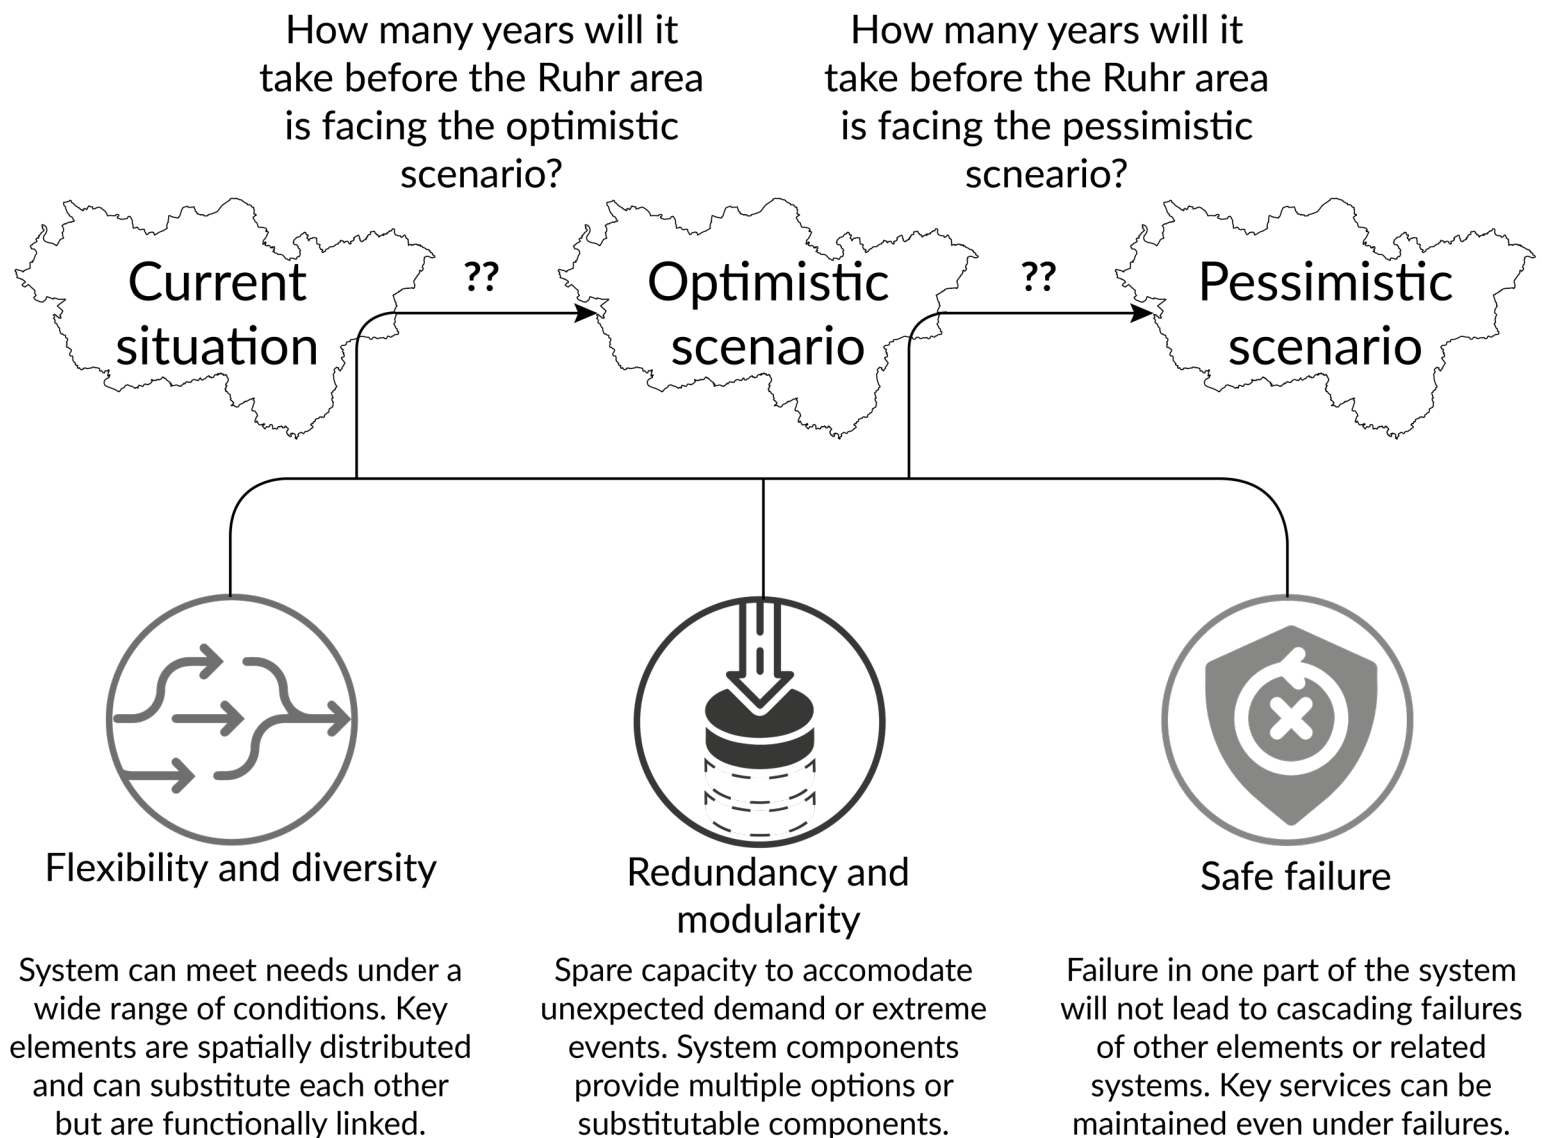 How many years will it
take before the Ruhr area
is facing the optimistic
scenario?
How many years will it
take before the Ruhr area
is facing the pessimistic
scneario?
Current
situation
??
Optimistic
scenario
??
Pessimistic
scenario
Flexibility and diversity
System can meet needs under a
wide range of conditions. Key
elements are spatially distributed
and can substitute each other
but are functionally linked.
Redundancy and
modularity
Spare capacity to accomodate
unexpected demand or extreme
events. System components
provide multiple options or
substitutable components.
Safe failure
Failure in one part of the system
will not lead to cascading failures
of other elements or related
systems. Key services can be
maintained even under failures.